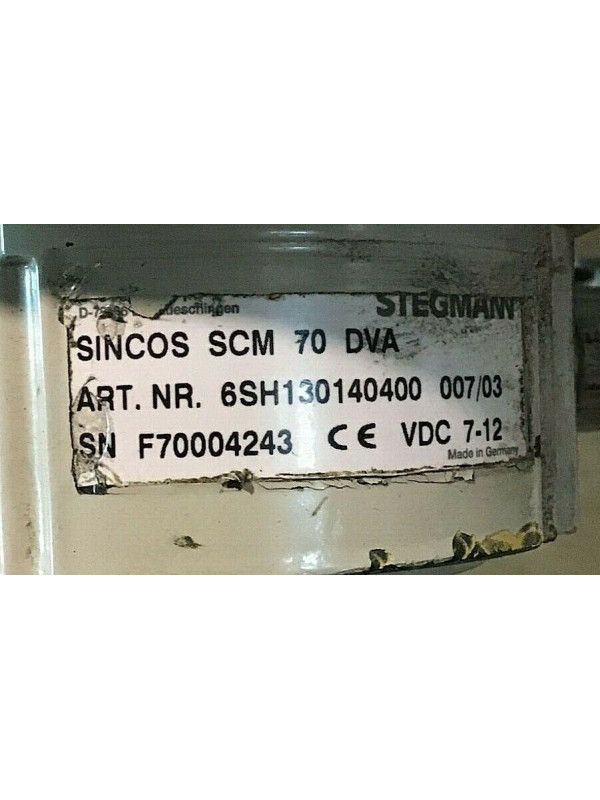 STEGMANN
SINCOS SCM 70 DVA
ART. NR. 6SH130140400 007/03
SN F70004243 CE VDC 7-12
Made in Germany